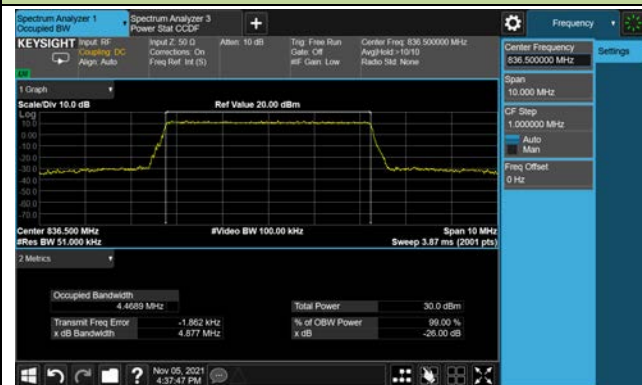 Spectrum Analyzer 1
Occupied BW
Spectrum Analyzer 3
Power Stat CCDF
Frequency
KEYSIGHT
Input: RF
Coupling: DC
Align: Auto
Input Z: 50 Ω
Corrections: On
Freq Ref: Int (S)
Atten: 10 dB
Trig: Free Run
Gate: Off
#IF Gain: Low
Center Freq: 836.500000 MHz
Avg|Hold:>10/10
Radio Std: None
Center Frequency
836.500000 MHz
Settings
Span
10.000 MHz
CF Step
1.000000 MHz
Auto
Man
Freq Offset
0 Hz
1 Graph
Scale/Div 10.0 dB
Ref Value 20.00 dBm
Log
10.0
0.00
-10.0
-20.0
-30.0
-40.0
-50.0
-60.0
-70.0
Center 836.500 MHz
#Video BW 100.00 kHz
Span 10 MHz
#Res BW 51.000 kHz
Sweep 3.87 ms (2001 pts)
2 Metrics
Occupied Bandwidth
4.4689 MHz
Total Power
30.0 dBm
Transmit Freq Error
-1.862 kHz
% of OBW Power
99.00 %
x dB Bandwidth
4.877 MHz
x dB
-26.00 dB
Nov 05, 2021
4:37:47 PM